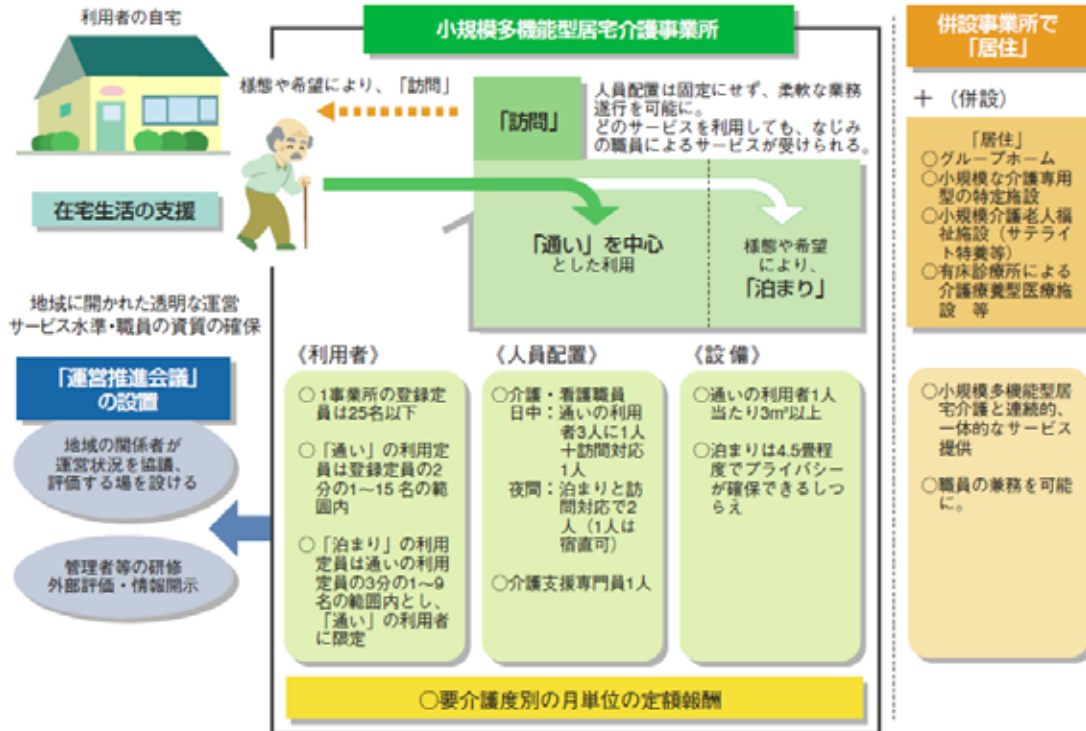 利用者の自宅
在宅生活の支援
地域に開かれた透明な運営
サービス水準・職員の資質の確保
「運営推進会議」
の設置
地域の関係者が
運営状況を協議、
評価する場を設ける
管理者等の研修
外部評価・情報開示
小規模多機能型居宅介護事業所
様態や希望により、「訪問」
「訪問」
人員配置は固定にせず、柔軟な業務
遂行を可能に。
どのサービスを利用しても、なじみ
の職員によるサービスが受けられる。
「通い」を中心
とした利用
様態や希望
により、
「泊まり」
《利用者》
○1事業所の登録定
員は25名以下
○「通い」の利用定
員は登録定員の2
分の1~15名の範
囲内
○「泊まり」の利用
定員は通いの利用
定員の3分の1~9
名の範囲内とし、
「通い」の利用者
に限定
《人員配置》
○介護・看護職員
日中:通いの利用
者3人に1人
+訪問対応
1人
夜間:泊まりと訪
問対応で2
人(1人は
宿直可)
○介護支援専門員1人
《設備》
○通いの利用者1人
当たり3m²以上
○泊まりは4.5畳程
度でプライバシー
が確保できるしつ
らえ
○要介護度別の月単位の定額報酬
併設事業所で
「居住」
+(併設)
「居住」
○グループホーム
○小規模な介護専用
型の特定施設
○小規模介護老人福
祉施設(サテライ
ト特養等)
○有床診療所による
介護療養型医療施
設 等
○小規模多機能型居
宅介護と連続的、
一体的なサービス
提供
○職員の兼務を可能
に。